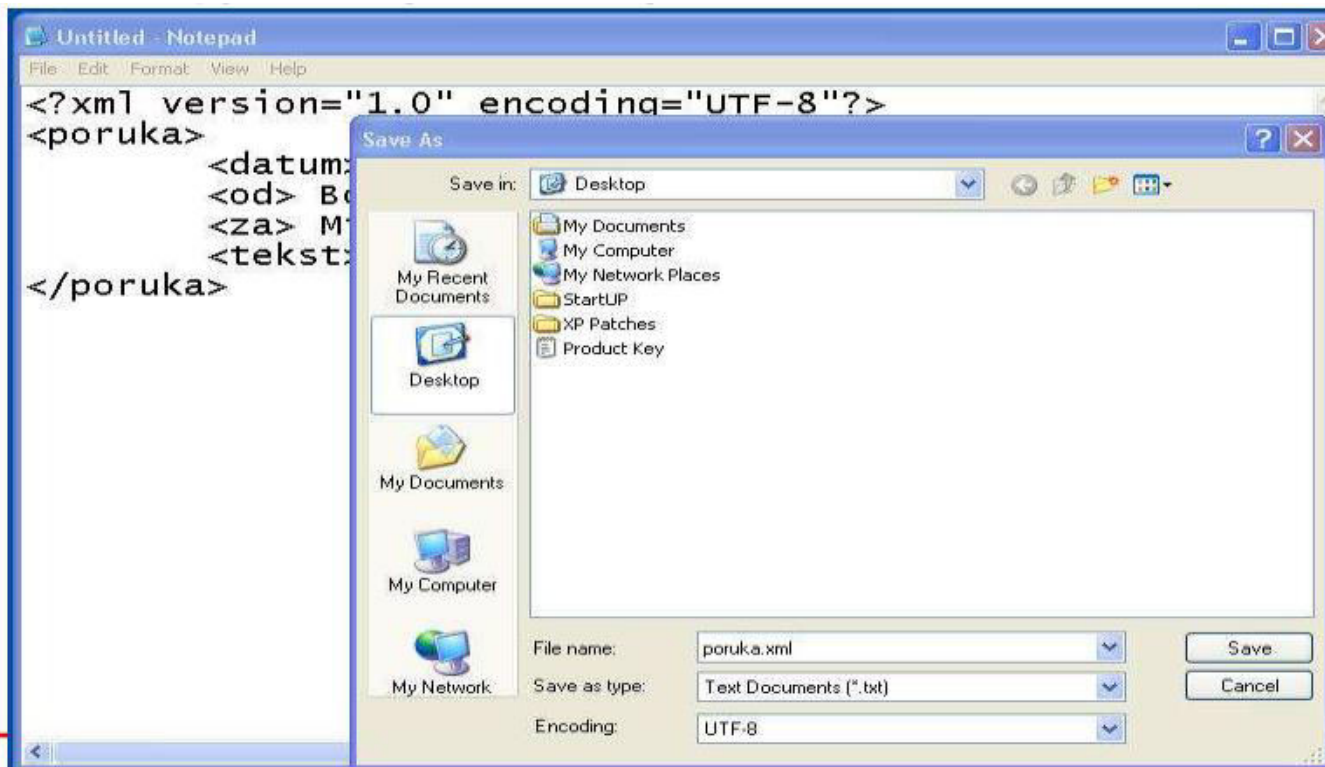 Untitled - Notepad
File Edit Format View Help
<?xml version="1.0" encoding="UTF-8"?>
<poruka>
<datum>
<od>
<za>
<tekst>
</poruka>
Save As
Save in: Desktop
My Recent Documents
Desktop
My Documents
My Computer
My Network
My Documents
My Computer
My Network Places
StartUP
XP Patches
Product Key
File name: poruka.xml Save
Save as type: Text Documents (*.txt) Cancel
Encoding: UTF-8